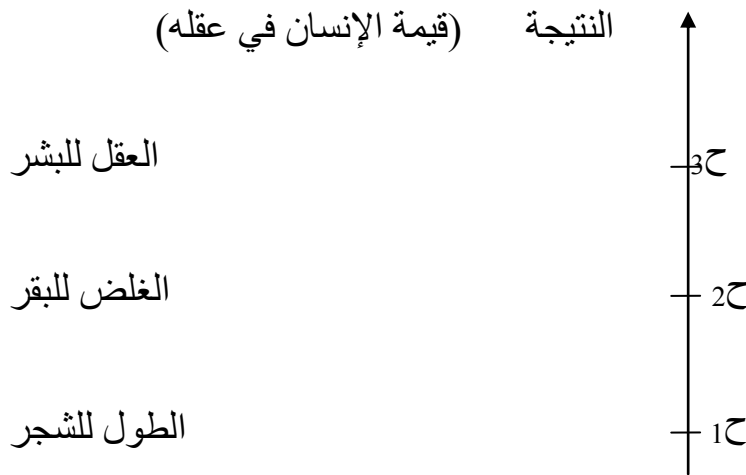 النتيجة (قيمة الإنسان في عقله)
ح3 العقل للبشر
ح2 الغلض للبقر
ح1 الطول للشجر